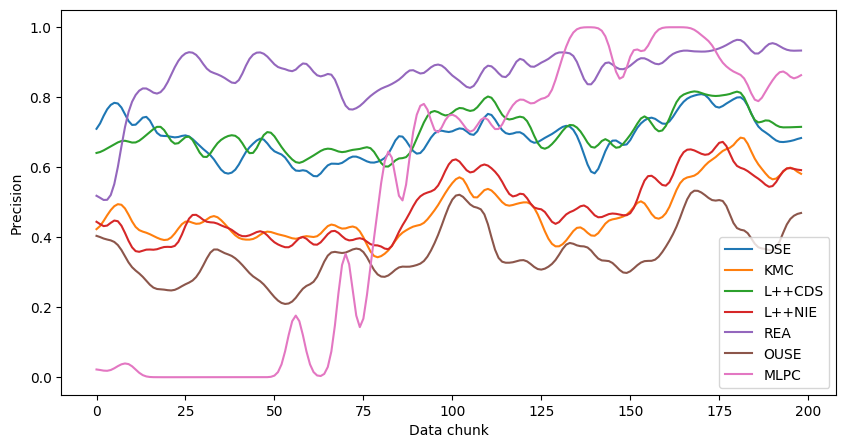 1.0
0.8
0.6
0.4
0.2
0.0
Precision
0
25
50
75
100
125
150
175
200
Data chunk
DSE
KMC
L++CDS
L++NIE
REA
OUSE
MLPC